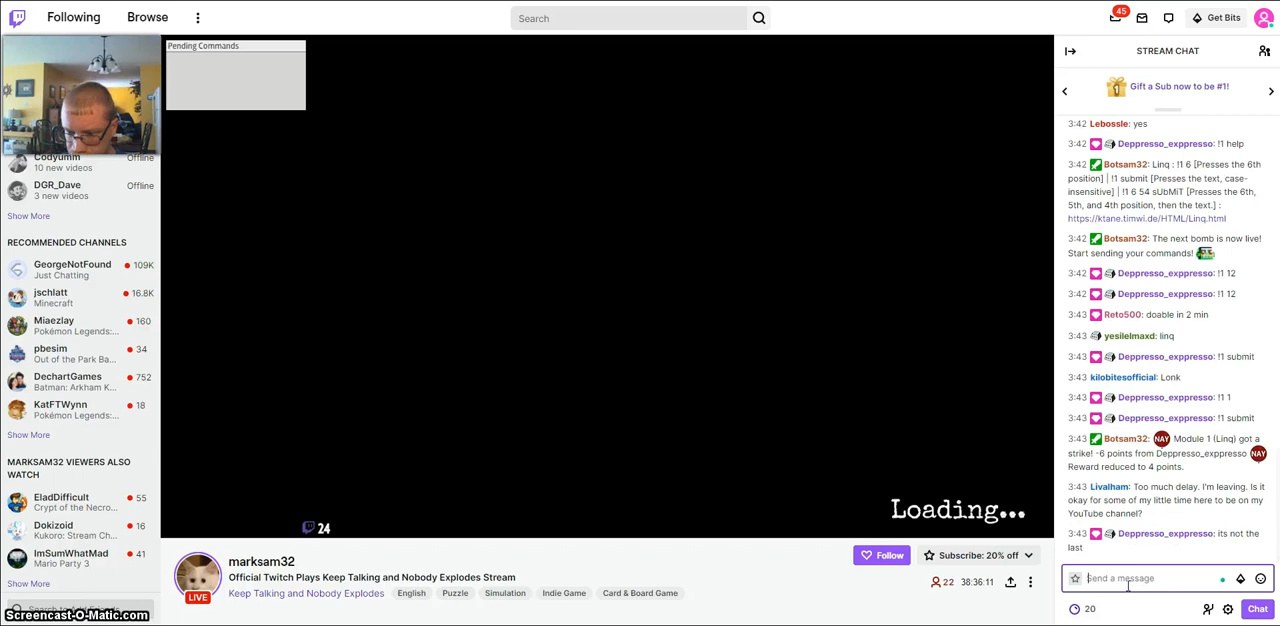 Following
Browse
Search
45
Get Bits
Pending Commands
Codyumm
Offline
10 new videos
DGR_Dave
Offline
3 new videos
Show More
RECOMMENDED CHANNELS
GeorgeNotFound
109K
Just Chatting
jschlatt
16.8K
Minecraft
Miaezlay
160
Pokémon Legends:...
pbesim
34
Out of the Park Ba...
DechartGames
752
Batman: Arkham K...
KatFTWynn
18
Pokémon Legends:...
Show More
MARKSAM32 VIEWERS ALSO
WATCH
EladDifficult
55
Crypt of the Necro...
Dokizoid
16
Kukoro: Stream Ch...
ImSumWhatMad
41
Mario Party 3
Show More
Screencast-O-Matic.com
24
Loading...
LIVE
marksam32
Official Twitch Plays Keep Talking and Nobody Explodes Stream
Keep Talking and Nobody Explodes
English
Puzzle
Simulation
Indie Game
Card & Board Game
Follow
Subscribe: 20% off
22
38:36:11
STREAM CHAT
1
Gift a Sub now to be #1!
3:42 Lebossle: yes
3:42 Deppresso_exppresso: !1 help
3:42 Botsam32: Linq : !1 6 [Presses the 6th
position] | !1 submit [Presses the text, case-
insensitive] | !1 6 54 sUbMiT [Presses the 6th,
5th, and 4th position, then the text.] :
https://ktane.timwi.de/HTML/Linq.html
3:42 Botsam32: The next bomb is now live!
Start sending your commands!
3:42 Deppresso_exppresso: !1 12
3:42 Deppresso_exppresso: !1 12
3:43 Reto500: doable in 2 min
3:43 yesilelmaxd: linq
3:43 Deppresso_exppresso: !1 submit
3:43 kilobitesofficial: Lonk
3:43 Deppresso_exppresso: !1 1
3:43 Deppresso_exppresso: !1 submit
3:43 Botsam32: NAY Module 1 (Linq) got a
strike! -6 points from Deppresso_exppresso NAY
Reward reduced to 4 points.
3:43 Livalham: Too much delay. I'm leaving. Is it
okay for some of my little time here to be on my
YouTube channel?
3:43 Deppresso_exppresso: its not the
last
Send a message
20
Chat